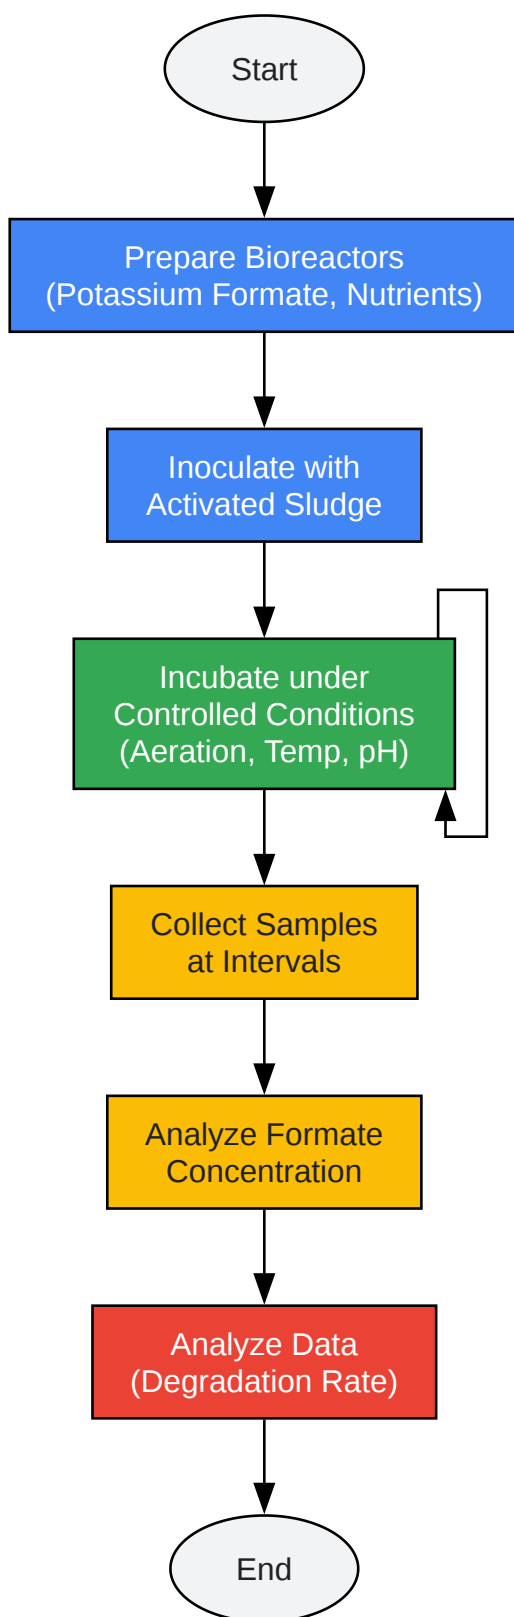 Start
Prepare Bioreactors
(Potassium Formate, Nutrients)
Inoculate with
Activated Sludge
Incubate under
Controlled Conditions
(Aeration, Temp, pH)
Collect Samples
at Intervals
Analyze Formate
Concentration
Analyze Data
(Degradation Rate)
End